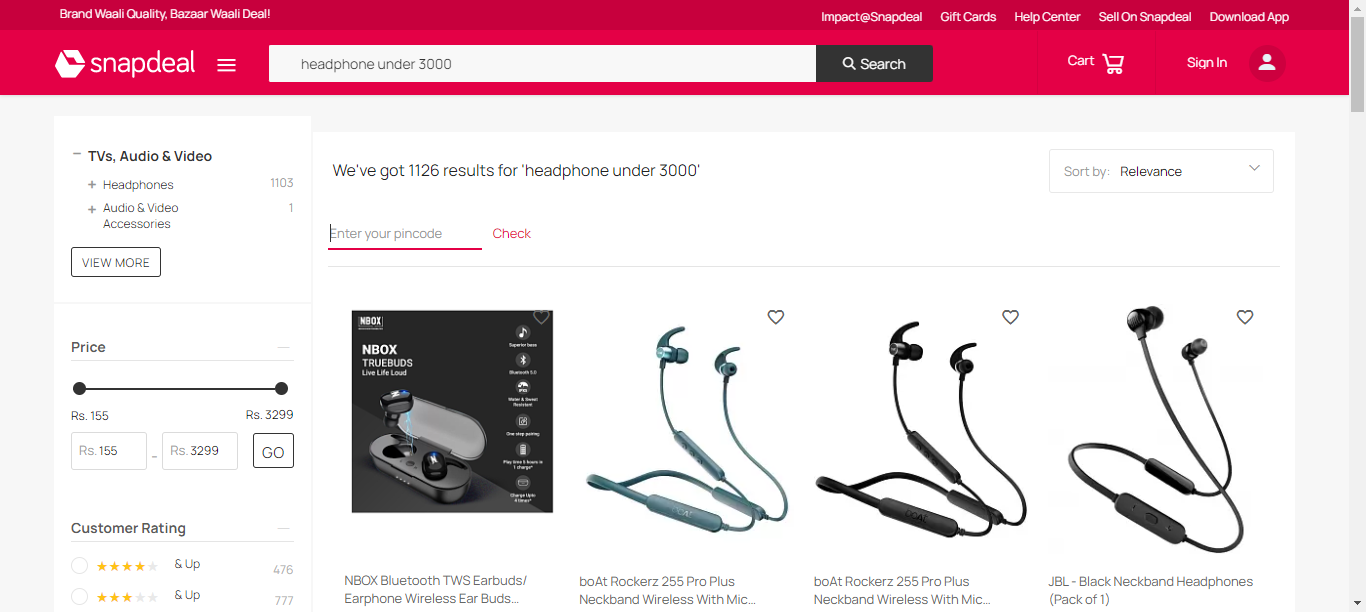 Brand Waali Quality, Bazaar Waali Deal!
Impact@Snapdeal Gift Cards Help Center Sell On Snapdeal Download App
snapdeal
headphone under 3000
Search
Cart
Sign In
TVs, Audio & Video
Headphones 1103
Audio & Video 1
Accessories
VIEW MORE
We've got 1126 results for 'headphone under 3000'
Sort by: Relevance
Enter your pincode Check
Price
Rs. 155 Rs. 3299
Rs. 155 - Rs. 3299 GO
Customer Rating
& Up 476
& Up 777
NBOX
NBOX
TRUEBUDS
Live Life Loud
Superior bass
Bluetooth 5.0
Water & Sweat
Resistant
One step pairing
Play time 5 hours in
1 charge*
Charge Upto
4 times*
boAt
NBOX Bluetooth TWS Earbuds/
Earphone Wireless Ear Buds...
boAt Rockerz 255 Pro Plus
Neckband Wireless With Mic...
boAt Rockerz 255 Pro Plus
Neckband Wireless With Mic...
JBL - Black Neckband Headphones
(Pack of 1)